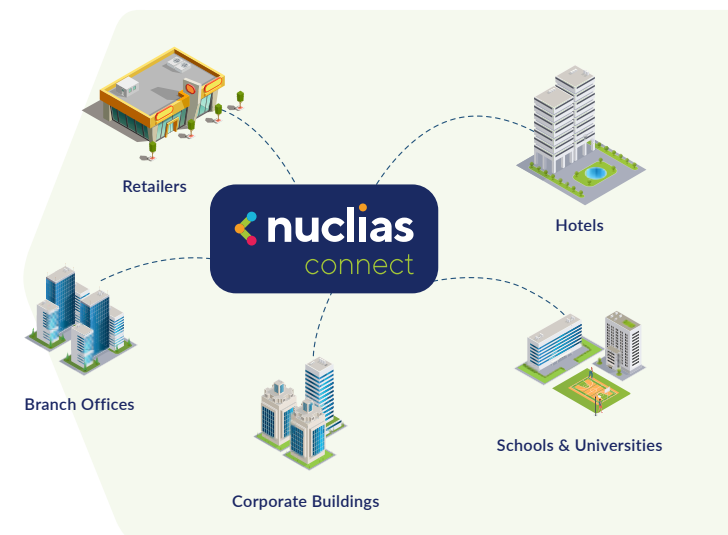 Retailers
Hotels
nuclias
connect
Branch Offices
Schools & Universities
Corporate Buildings